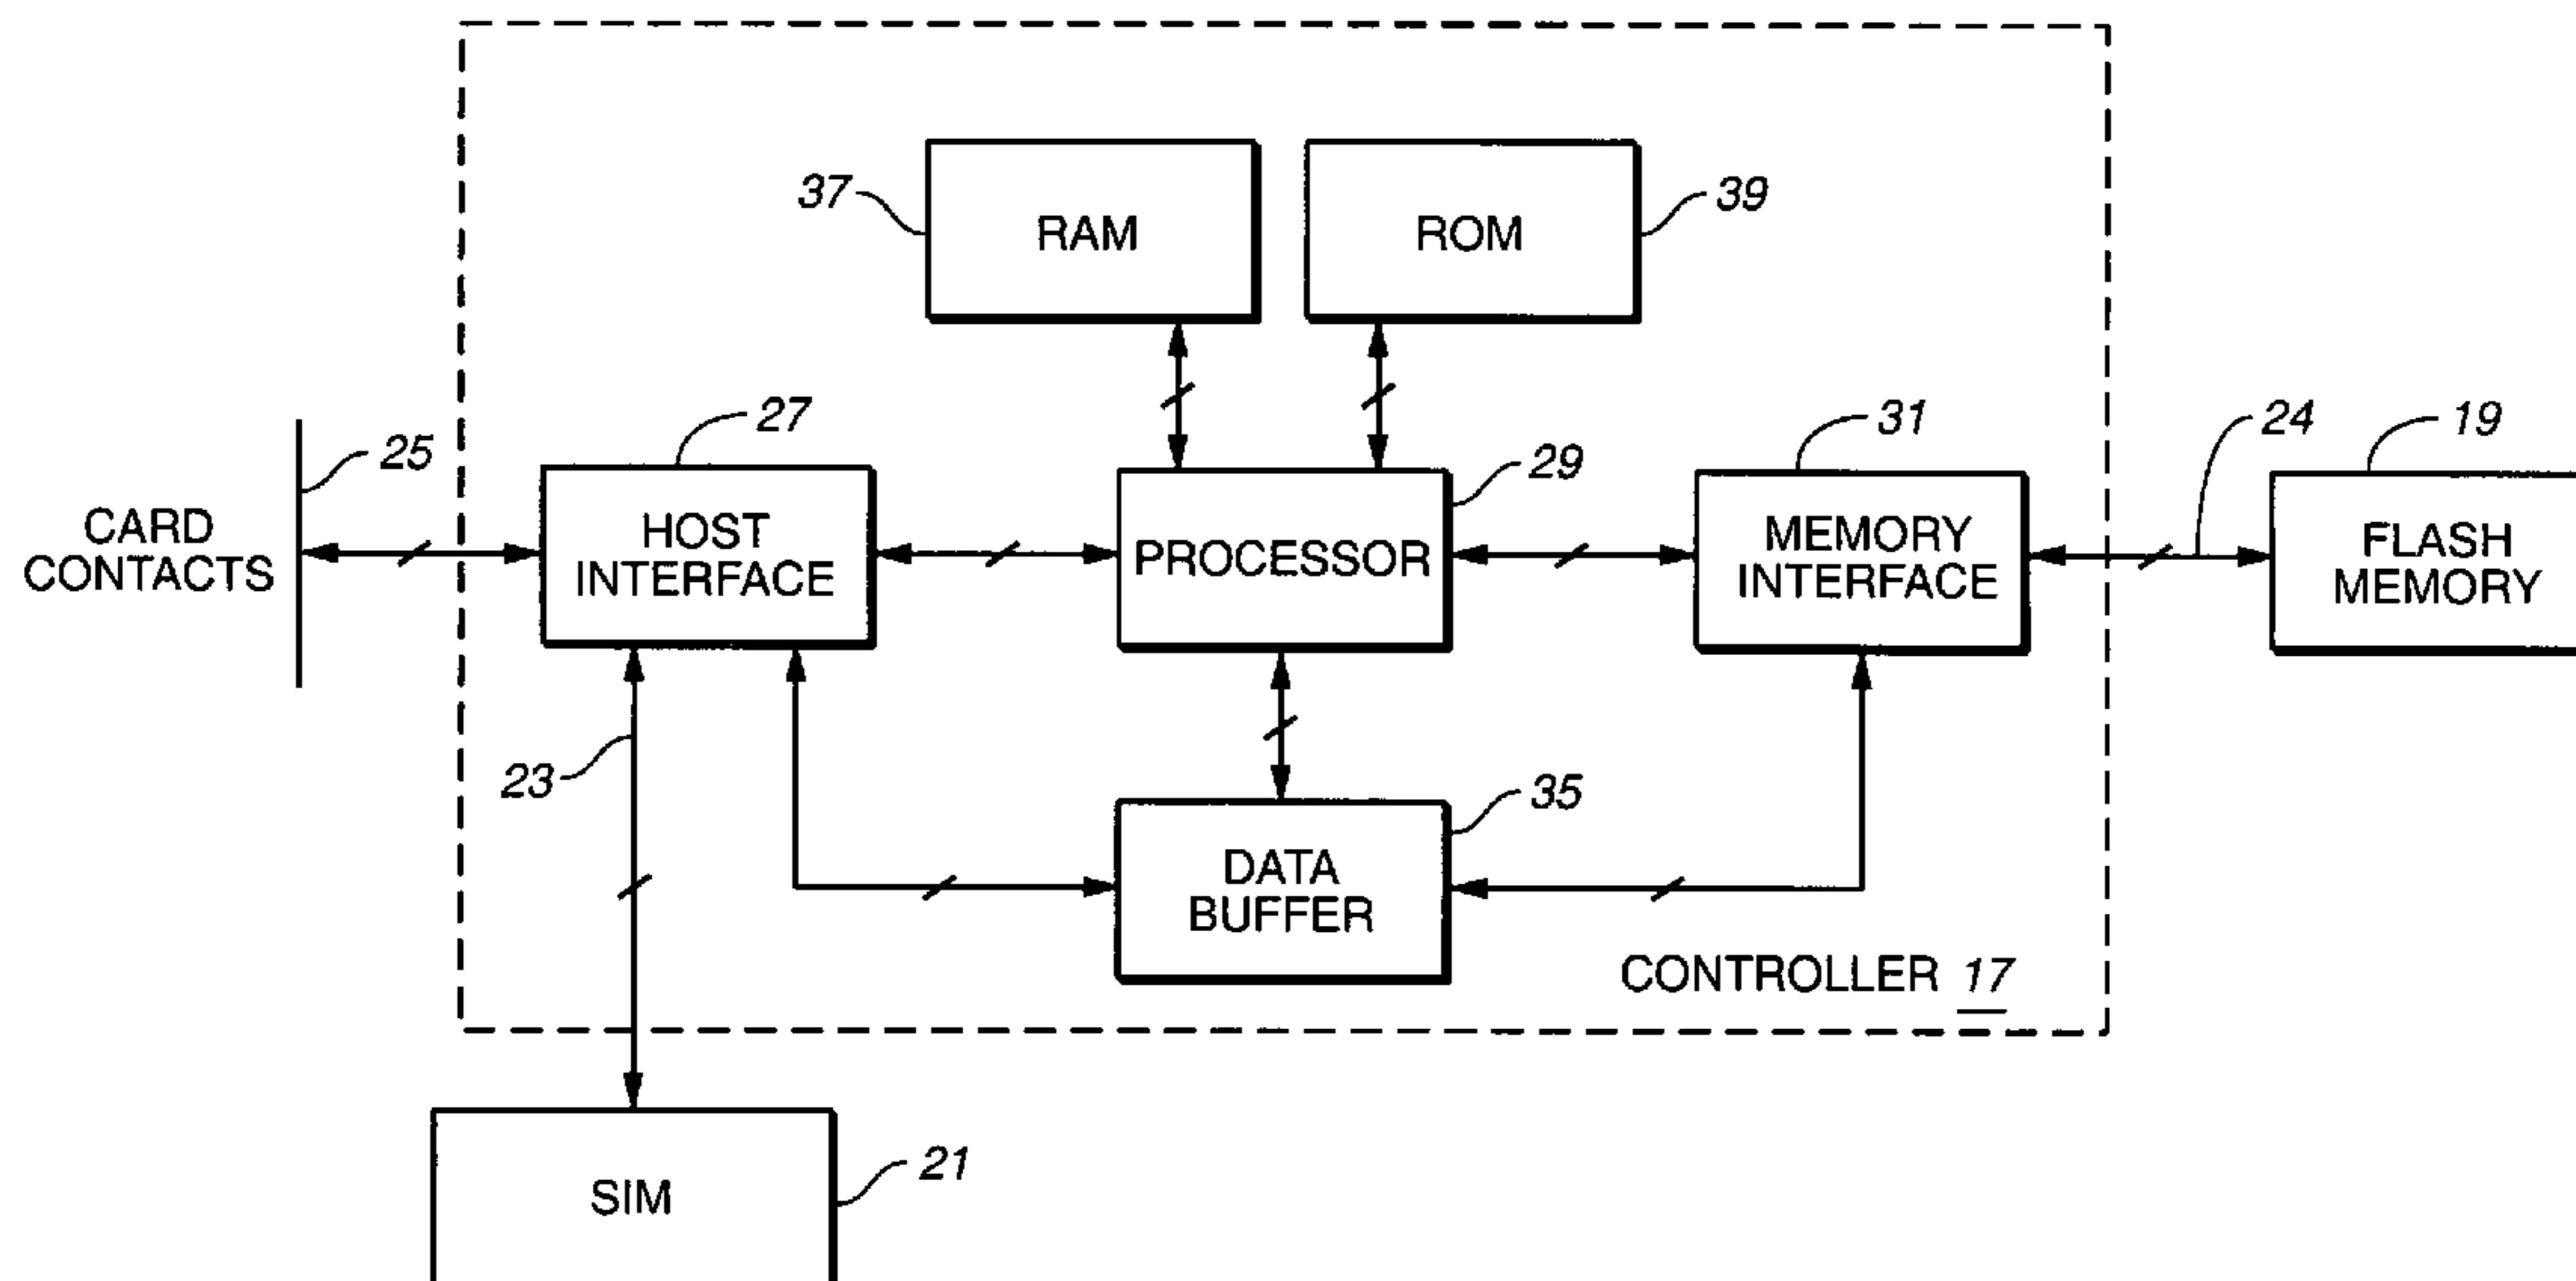 37
RAM
ROM
39
27
31
24
19
25
29
CARD
CONTACTS
HOST
INTERFACE
PROCESSOR
MEMORY
INTERFACE
FLASH
MEMORY
23
35
DATA
BUFFER
CONTROLLER 17
SIM
21